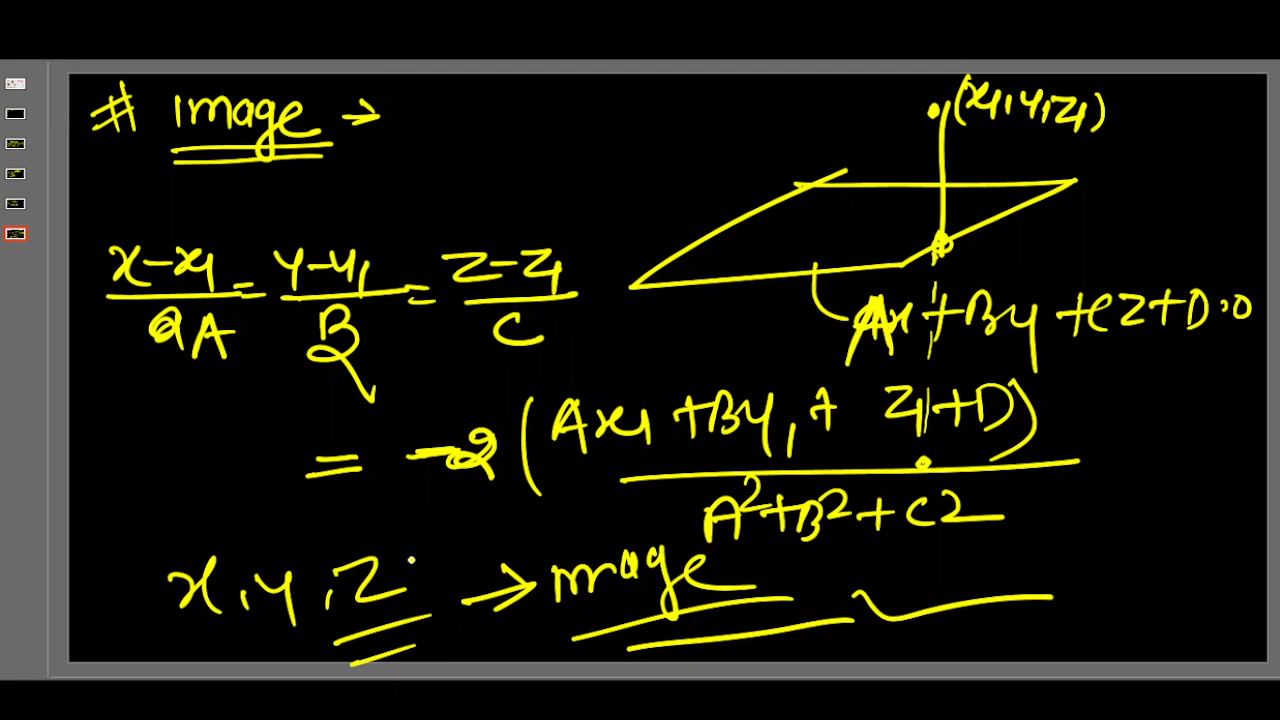 # Image →
(x1, y1, z1)
x-x1/2A = y-y1/B = z-z1/C
Ax+By+CZ+D=0
= -2 (Ax1 +By1 + Z1+D)/A²+B²+C2
x, y, z → Image